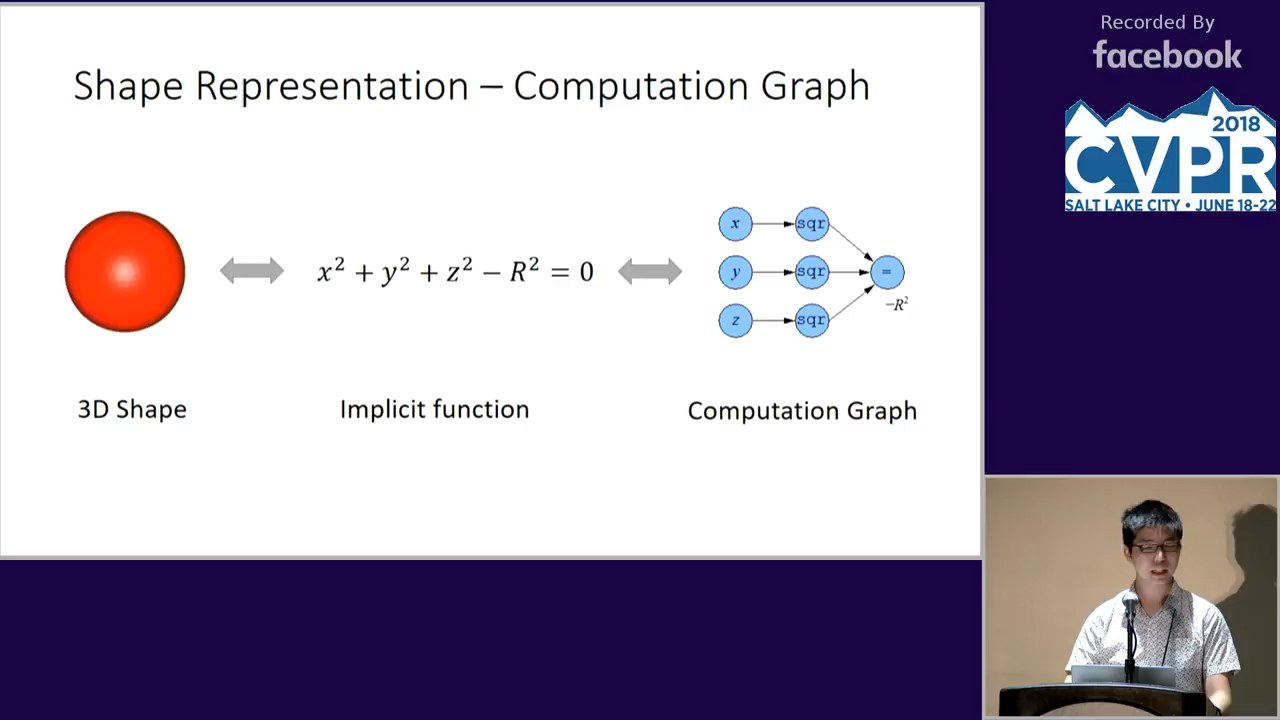 Shape Representation – Computation Graph
x² + y² + z² − R² = 0
x sqr
y sqr =
z sqr
−R²
3D Shape
Implicit function
Computation Graph
Recorded By
facebook
2018
CVPR
SALT LAKE CITY • JUNE 18-22